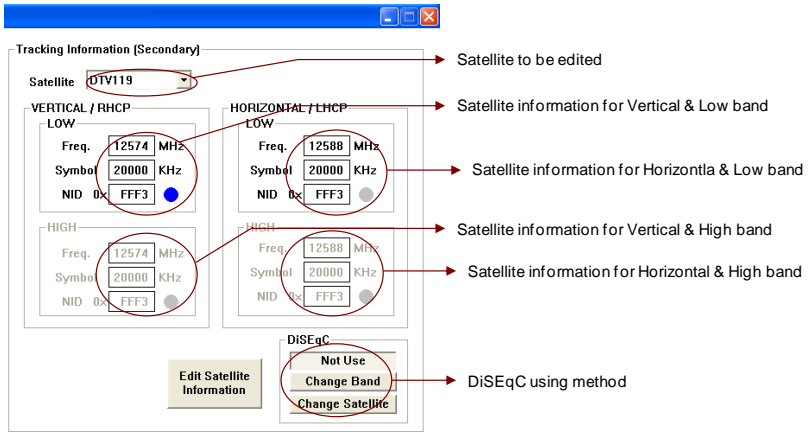 Tracking Information (Secondary)
Satellite DTV119
Satellite to be edited
VERTICAL / RHCP
LOW
Freq. 12574 MHz
Symbol 20000 KHz
NID 0x FFF3
HORIZONTAL / LHCP
LOW
Freq. 12588 MHz
Symbol 20000 KHz
NID 0x FFF3
Satellite information for Vertical & Low band
Satellite information for Horizontla & Low band
HIGH
Freq. 12574 MHz
Symbol 20000 KHz
NID 0x FFF3
HIGH
Freq. 12588 MHz
Symbol 20000 KHz
NID 0x FFF3
Satellite information for Vertical & High band
Satellite information for Horizontal & High band
Edit Satellite
Information
DiSEqC
Not Use
Change Band
Change Satellite
DiSEqC using method